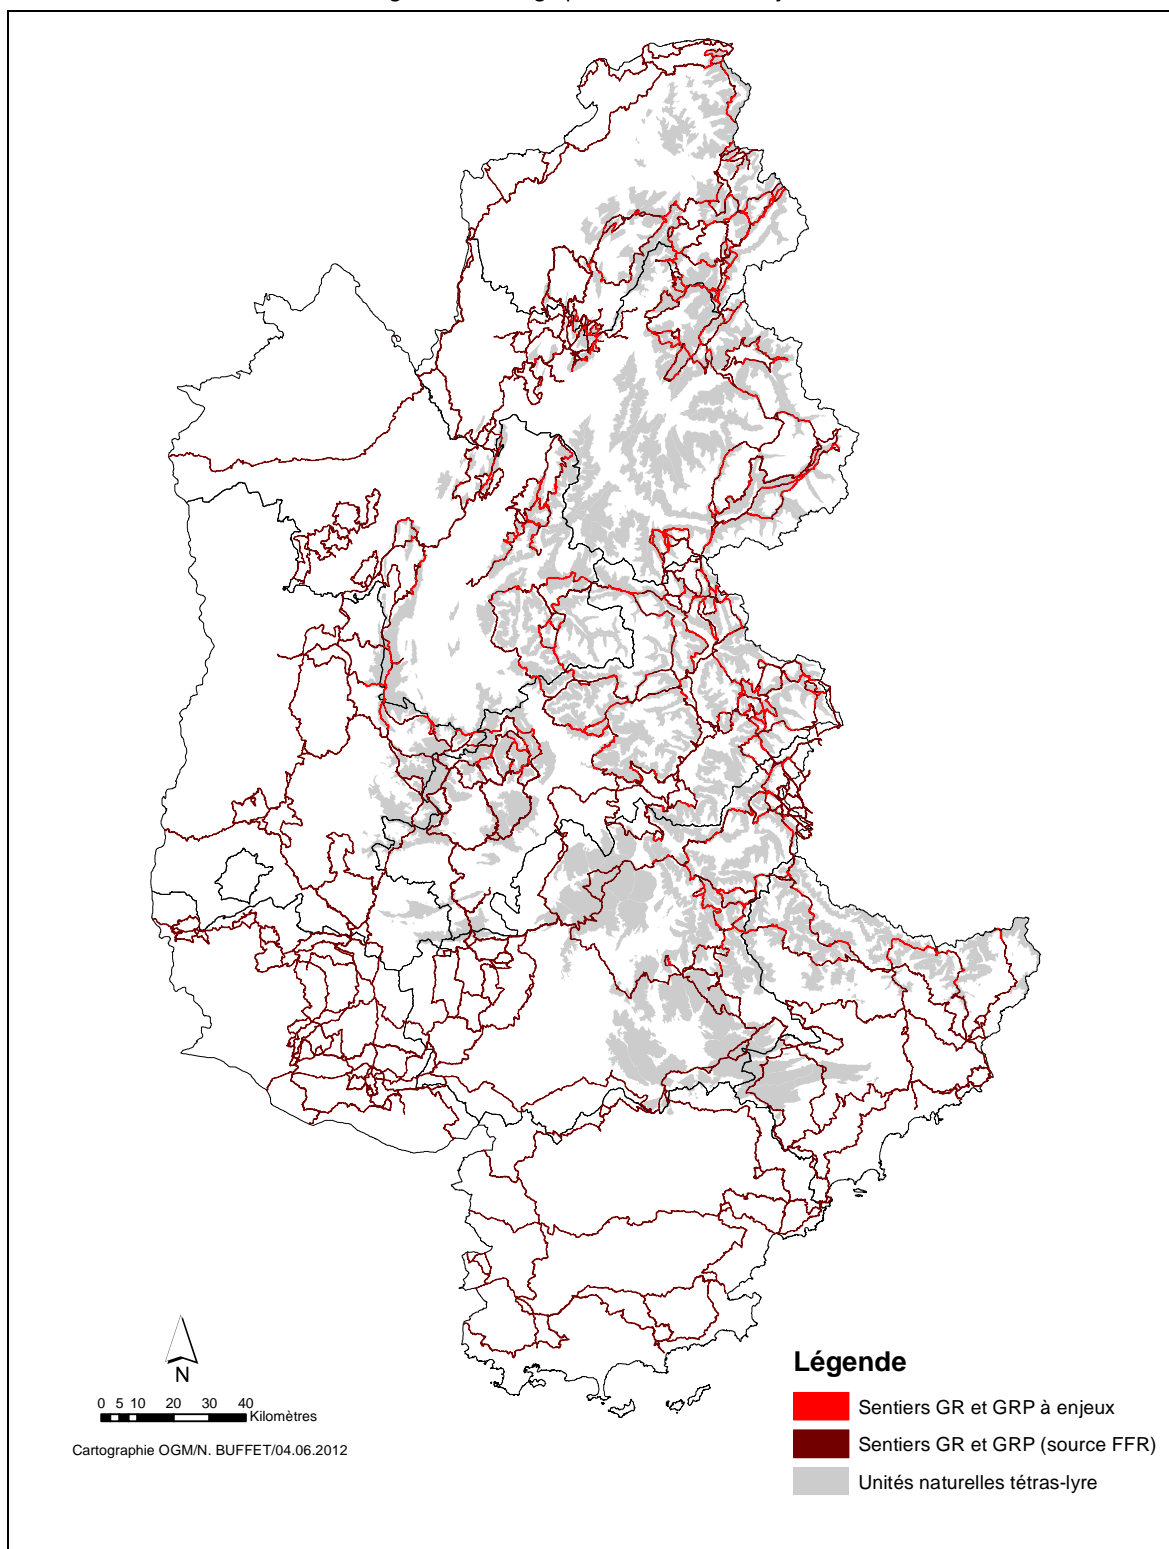 N
0 5 10 20 30 40
Kilomètres
Cartographie OGM/N. BUFFET/04.06.2012
Légende
Sentiers GR et GRP à enjeux
Sentiers GR et GRP (source FFR)
Unités naturelles tétras-lyre